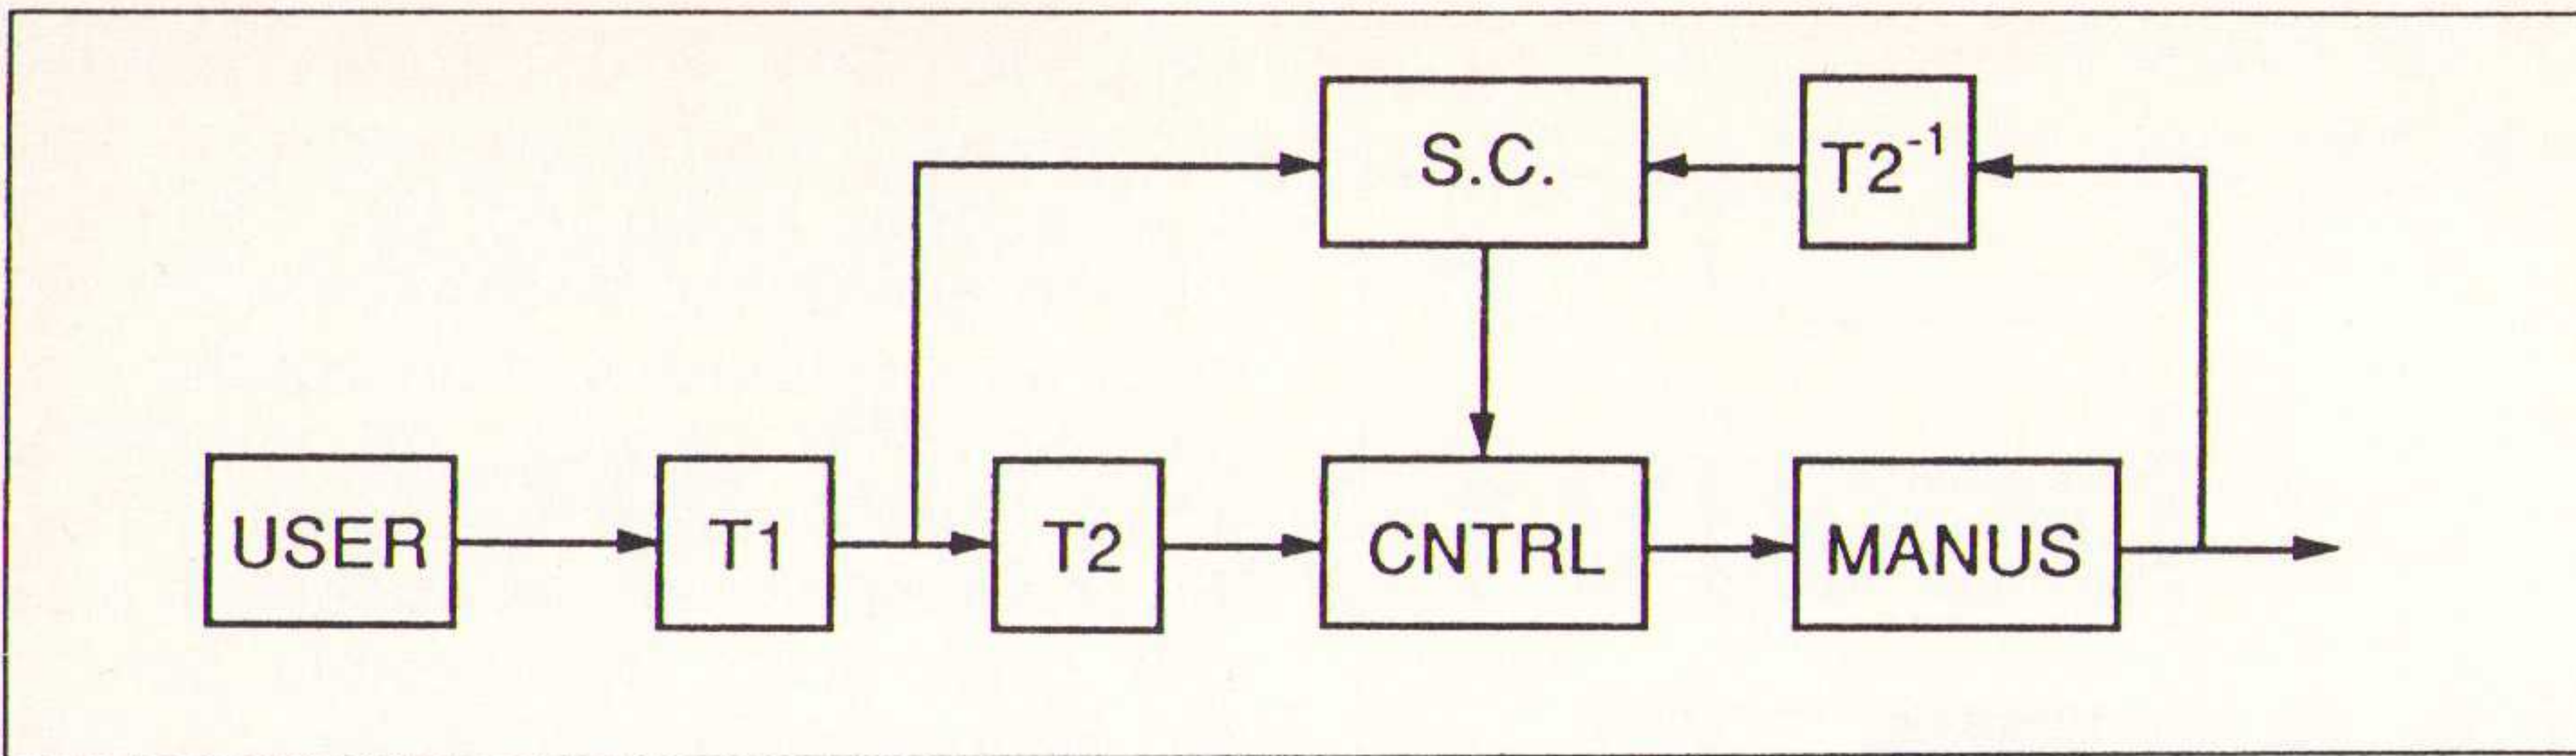 S.C.
T2⁻¹
USER
T1
T2
CNTRL
MANUS